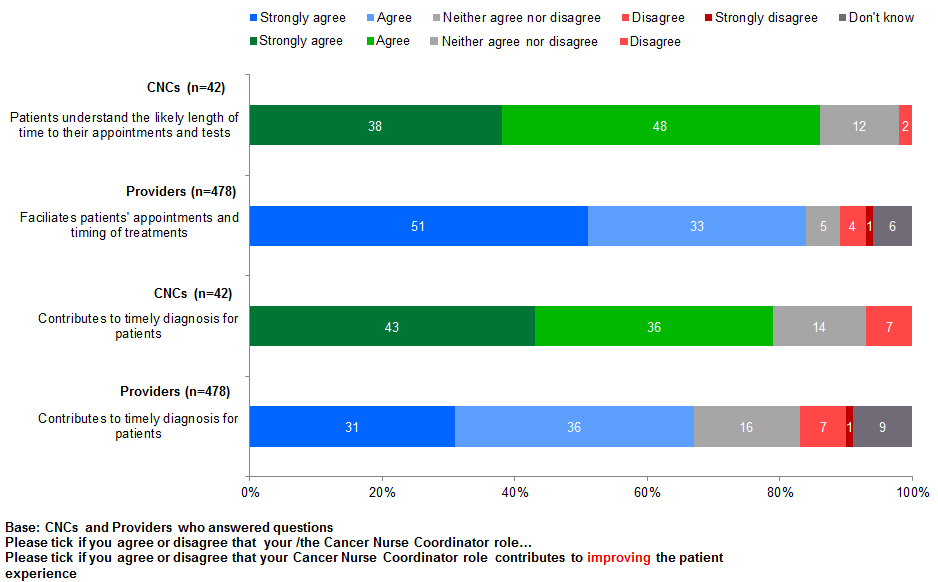 Strongly agree Agree Neither agree nor disagree Disagree Strongly disagree Don't know
Strongly agree Agree Neither agree nor disagree Disagree
CNCs (n=42)
Patients understand the likely length of
time to their appointments and tests
38 48 12 2
Providers (n=478)
Faciliates patients' appointments and
timing of treatments
51 33 5 4 1 6
CNCs (n=42)
Contributes to timely diagnosis for
patients
43 36 14 7
Providers (n=478)
Contributes to timely diagnosis for
patients
31 36 16 7 1 9
0% 20% 40% 60% 80% 100%
Base: CNCs and Providers who answered questions
Please tick if you agree or disagree that your /the Cancer Nurse Coordinator role…
Please tick if you agree or disagree that your Cancer Nurse Coordinator role contributes to improving the patient
experience